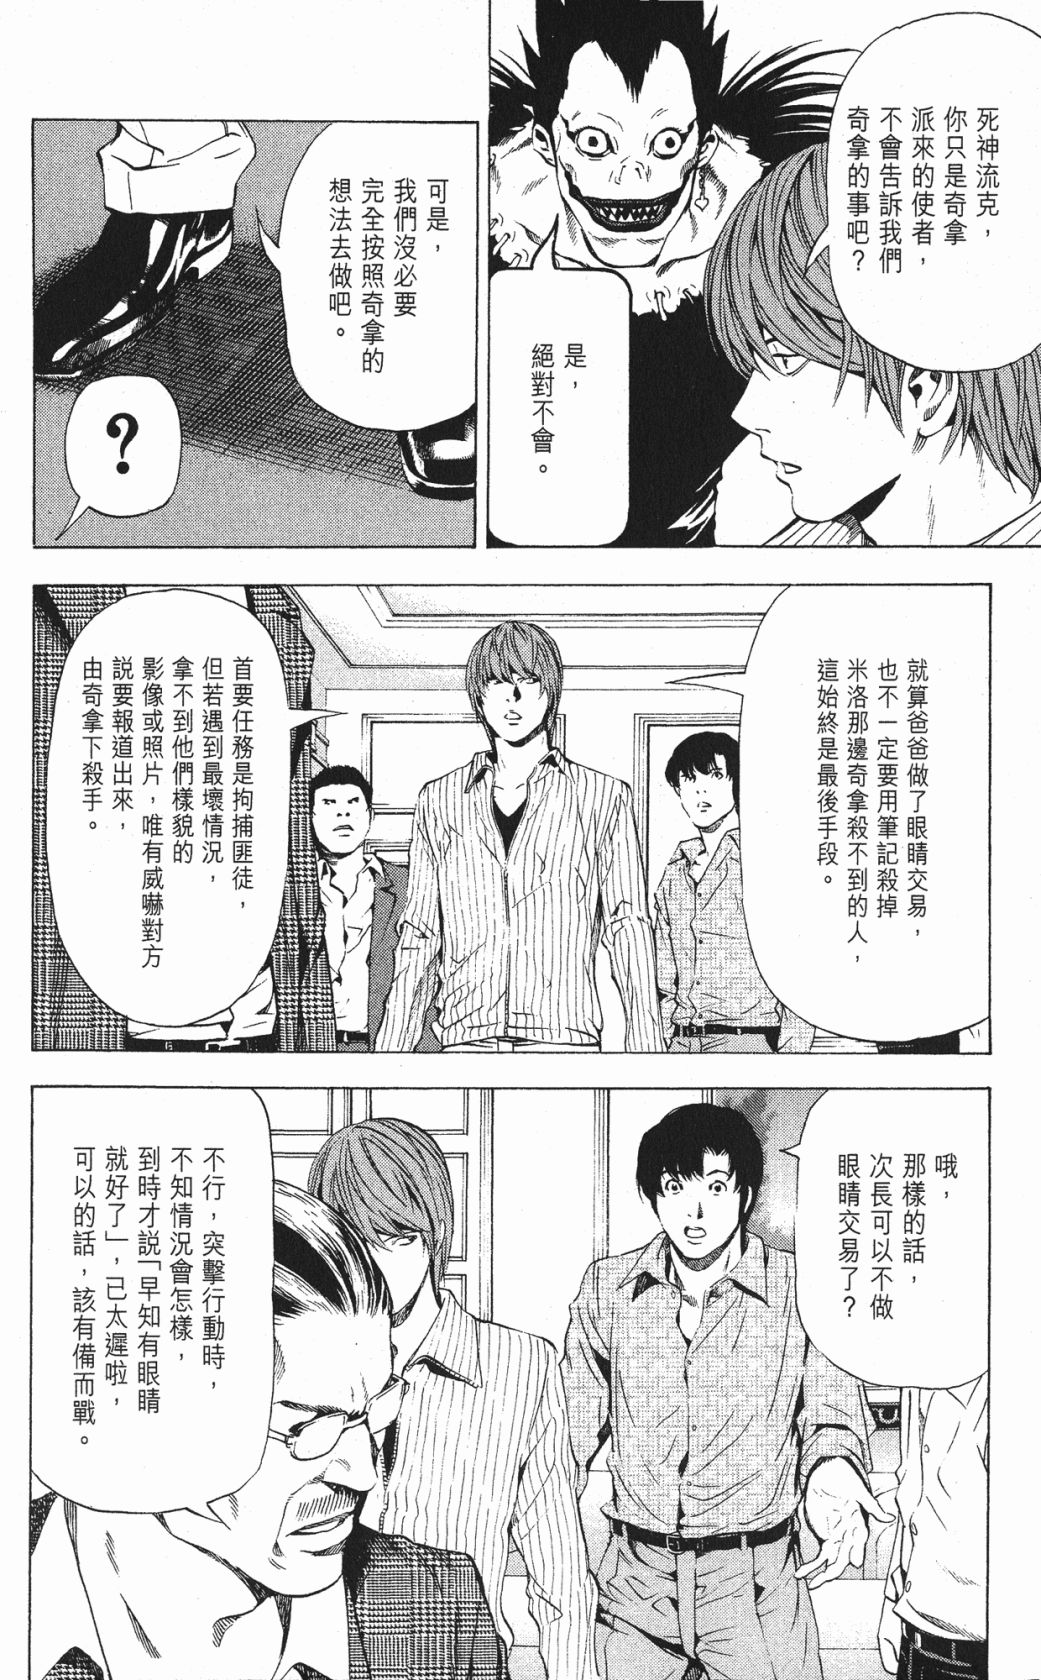 死神流克，
你只是奇拿
派來的使者，
不會告訴我們
奇拿的事吧？
是，
絕對不會。
可是，
我們沒必要
完全按照奇拿的
想法去做吧。
？
就算爸爸做了眼睛交易，
也不一定要用筆記殺掉
米洛那邊奇拿殺不到的人，
這始終是最後手段。
首要任務是拘捕匪徒，
但若遇到最壞情況，
拿不到他們樣貌的
影像或照片，唯有威嚇對方
説要報道出來，
由奇拿下殺手。
哦，
那樣的話，
次長可以不做
眼睛交易了？
不行，突擊行動時，
不知情況會怎樣，
到時才説「早知有眼睛
就好了」，已太遲啦，
可以的話，該有備而戰。